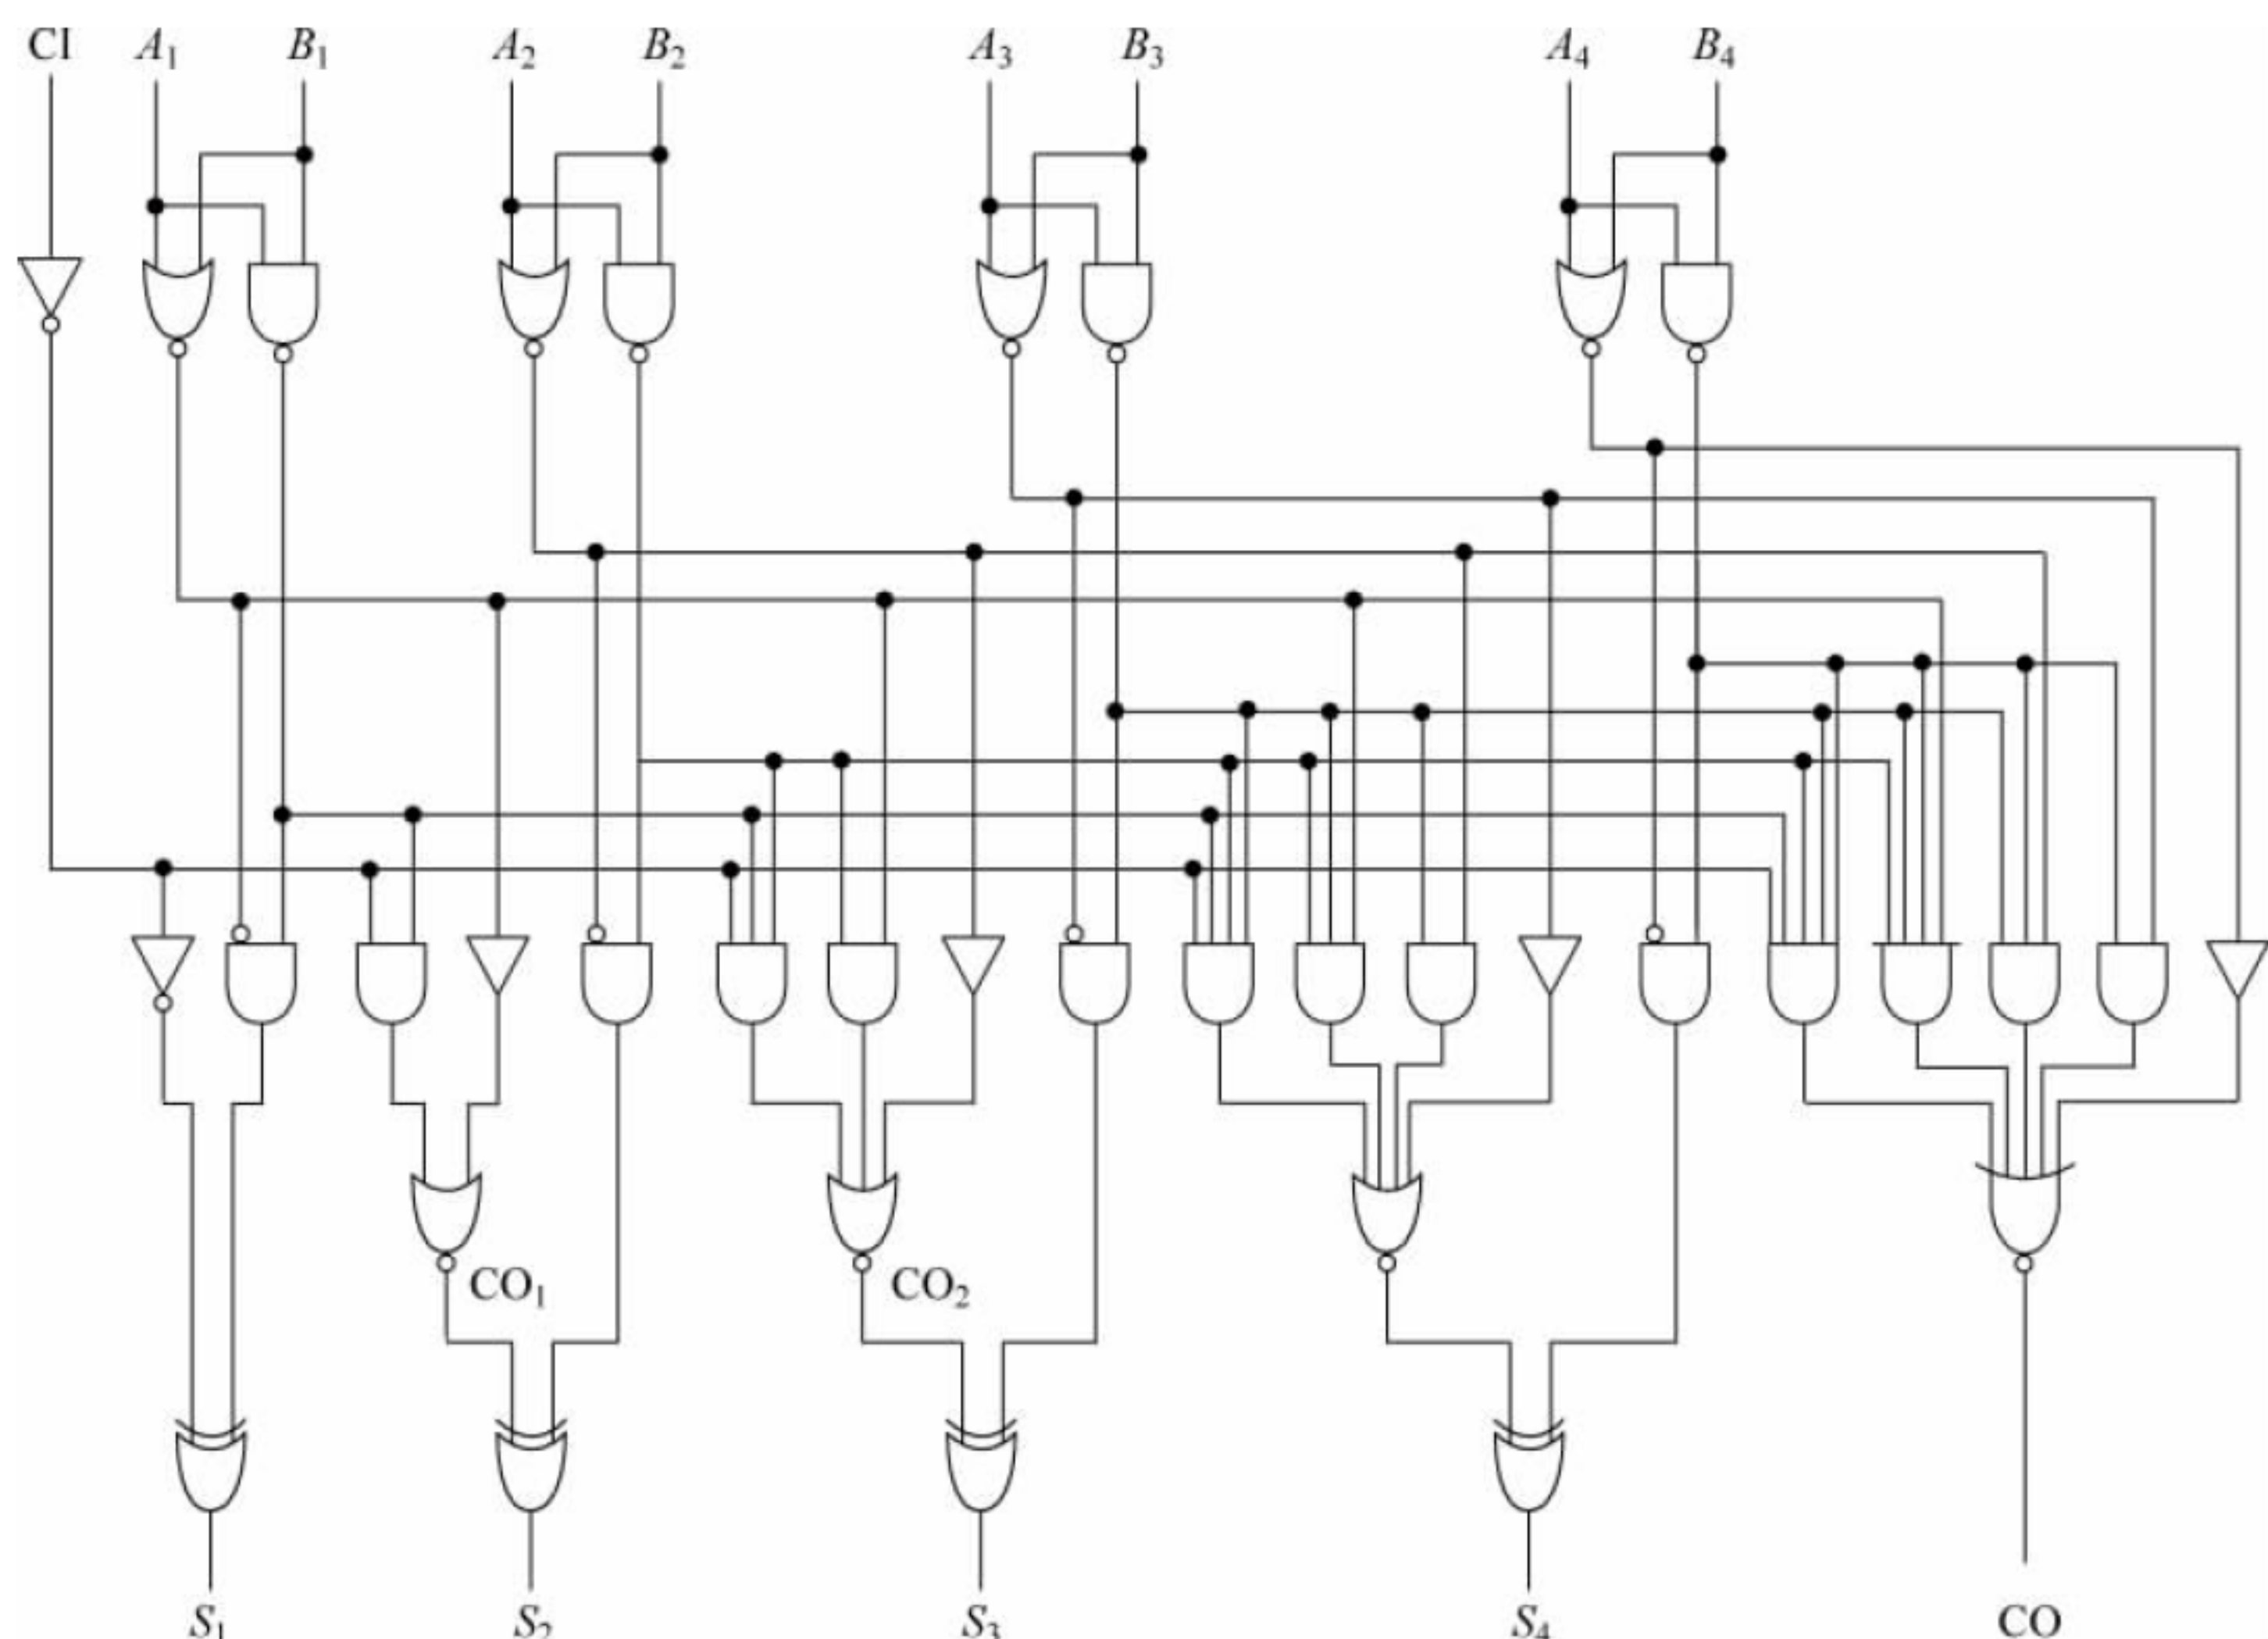 CI A₁ B₁ A₂ B₂ A₃ B₃ A₄ B₄
CO₁ CO₂
S₁ S₂ S₃ S₄ CO